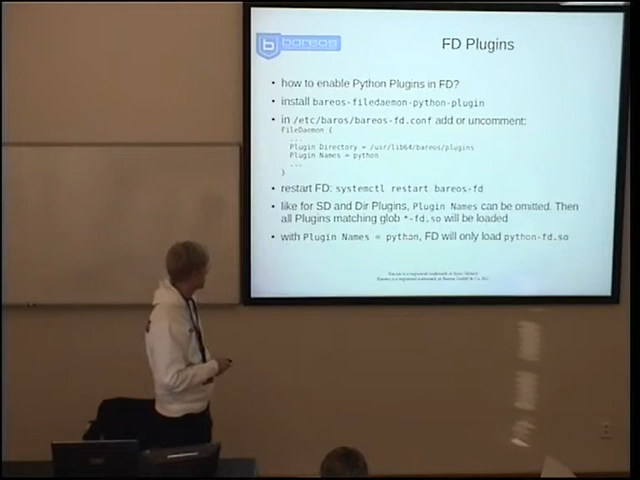 b bareos
FD Plugins
• how to enable Python Plugins in FD?
• install bareos-filedaemon-python-plugin
• in /etc/baros/bareos-fd.conf add or uncomment:
FileDaemon {
...
Plugin Directory = /usr/lib64/bareos/plugins
Plugin Names = python
...
}
• restart FD: systemctl restart bareos-fd
• like for SD and Dir Plugins, Plugin Names can be omitted. Then
all Plugins matching glob *-fd.so will be loaded
• with Plugin Names = python, FD will only load python-fd.so